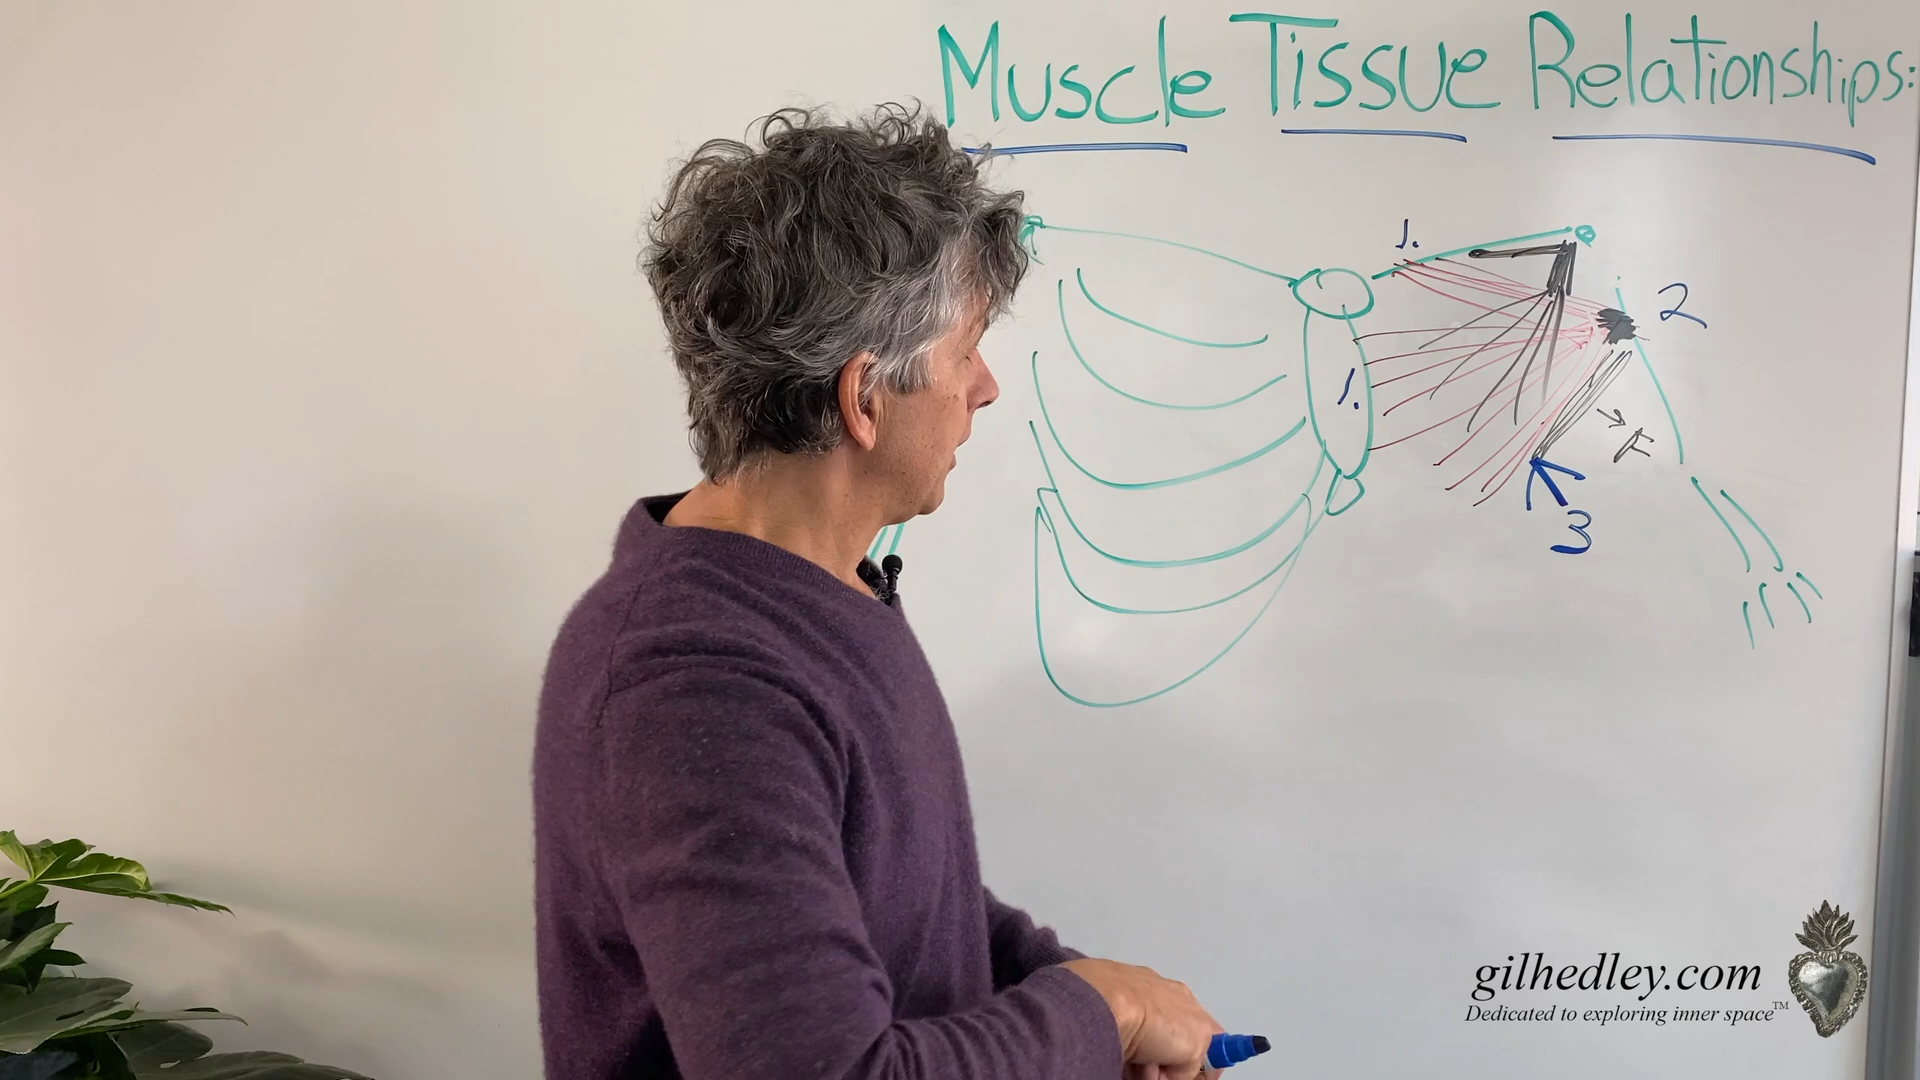 Muscle Tissue Relationships:
1.
2
1.
F
3
gilhedley.com
Dedicated to exploring inner space™